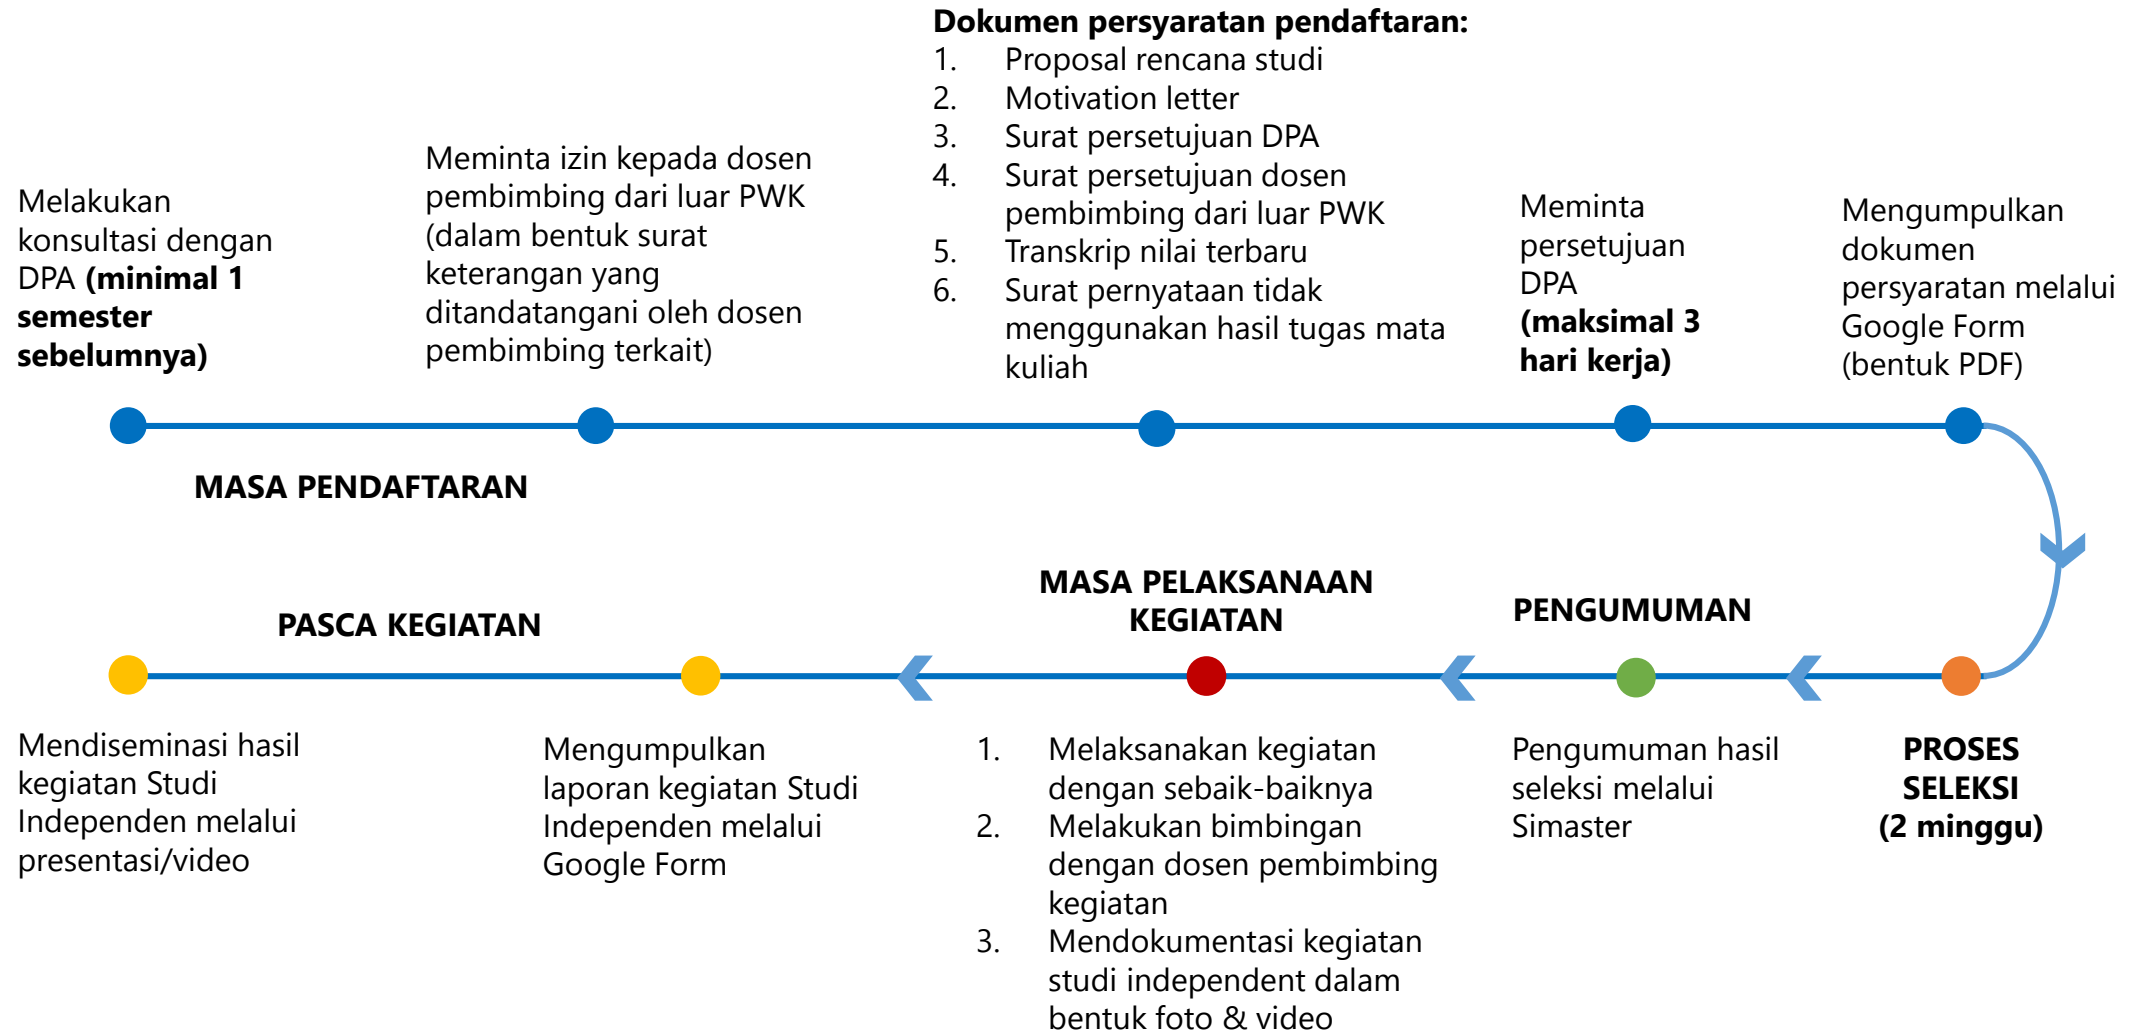 Melakukan
konsultasi dengan
DPA (minimal 1
semester
sebelumnya)
Meminta izin kepada dosen
pembimbing dari luar PWK
(dalam bentuk surat
keterangan yang
ditandatangani oleh dosen
pembimbing terkait)
Dokumen persyaratan pendaftaran:
1. Proposal rencana studi
2. Motivation letter
3. Surat persetujuan DPA
4. Surat persetujuan dosen
pembimbing dari luar PWK
5. Transkrip nilai terbaru
6. Surat pernyataan tidak
menggunakan hasil tugas mata
kuliah
Meminta
persetujuan
DPA
(maksimal 3
hari kerja)
Mengumpulkan
dokumen
persyaratan melalui
Google Form
(bentuk PDF)
MASA PENDAFTARAN
PROSES
SELEKSI
(2 minggu)
PENGUMUMAN
Pengumuman hasil
seleksi melalui
Simaster
MASA PELAKSANAAN
KEGIATAN
1. Melaksanakan kegiatan
dengan sebaik-baiknya
2. Melakukan bimbingan
dengan dosen pembimbing
kegiatan
3. Mendokumentasi kegiatan
studi independent dalam
bentuk foto & video
PASCA KEGIATAN
Mengumpulkan
laporan kegiatan Studi
Independen melalui
Google Form
Mendiseminasi hasil
kegiatan Studi
Independen melalui
presentasi/video